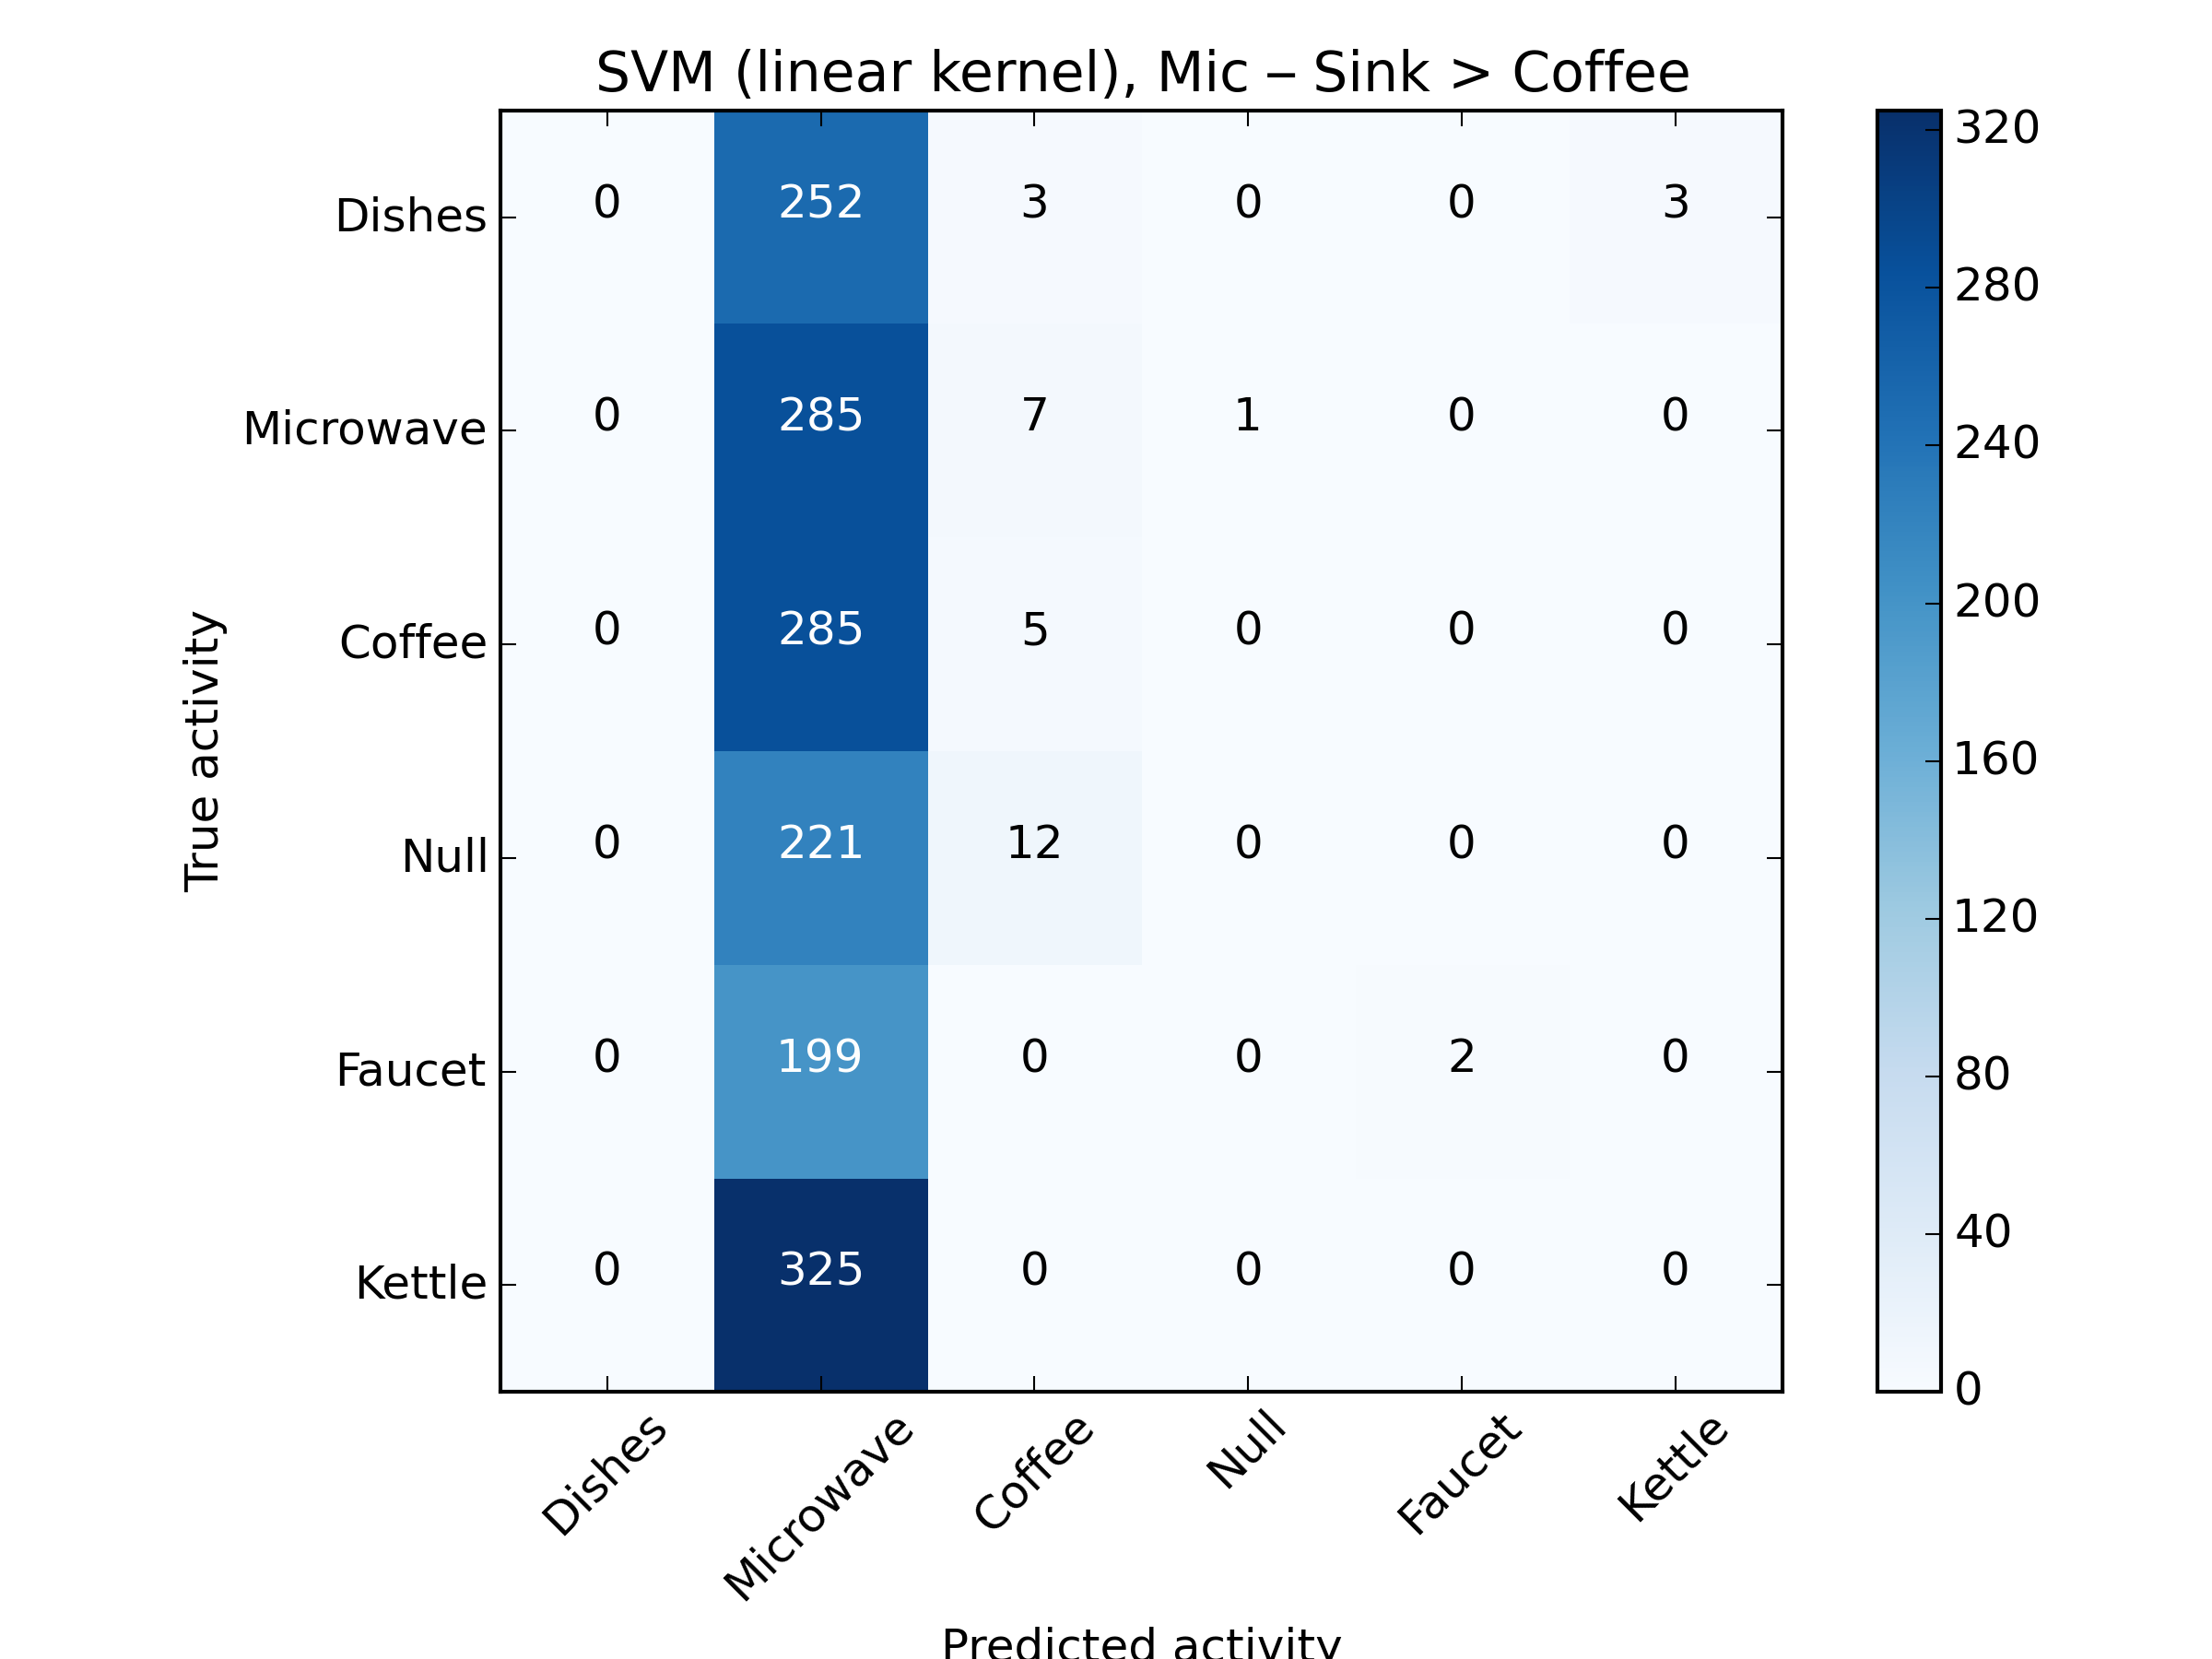 SVM (linear kernel), Mic – Sink > Coffee
True activity
Dishes 0 252 3 0 0 3
Microwave 0 285 7 1 0 0
Coffee 0 285 5 0 0 0
Null 0 221 12 0 0 0
Faucet 0 199 0 0 2 0
Kettle 0 325 0 0 0 0
Dishes Microwave Coffee Null Faucet Kettle
Predicted activity
320
280
240
200
160
120
80
40
0